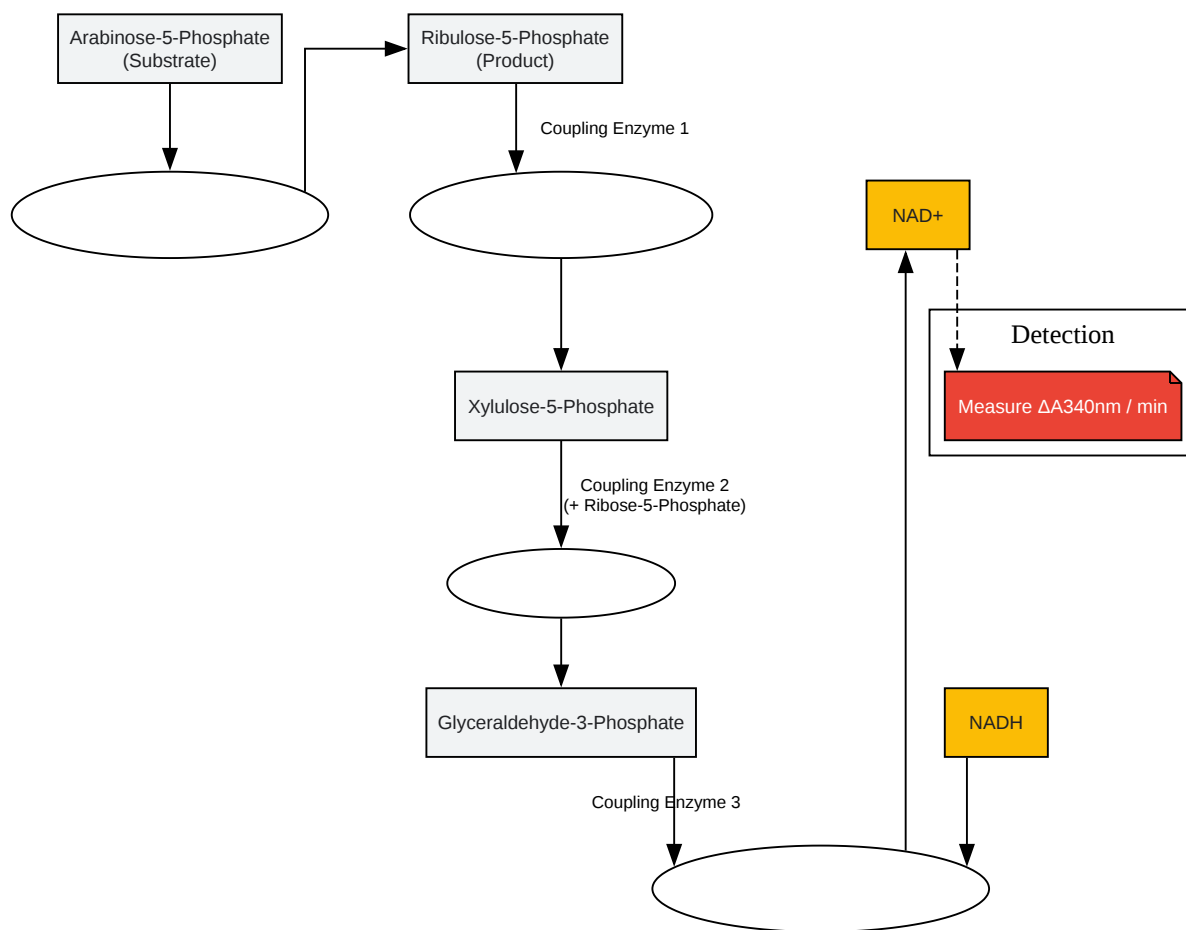 Arabinose-5-Phosphate
(Substrate)
Ribulose-5-Phosphate
(Product)
Coupling Enzyme 1
NAD+
Detection
Measure ΔA340nm / min
Xylulose-5-Phosphate
Coupling Enzyme 2
(+ Ribose-5-Phosphate)
Glyceraldehyde-3-Phosphate
NADH
Coupling Enzyme 3